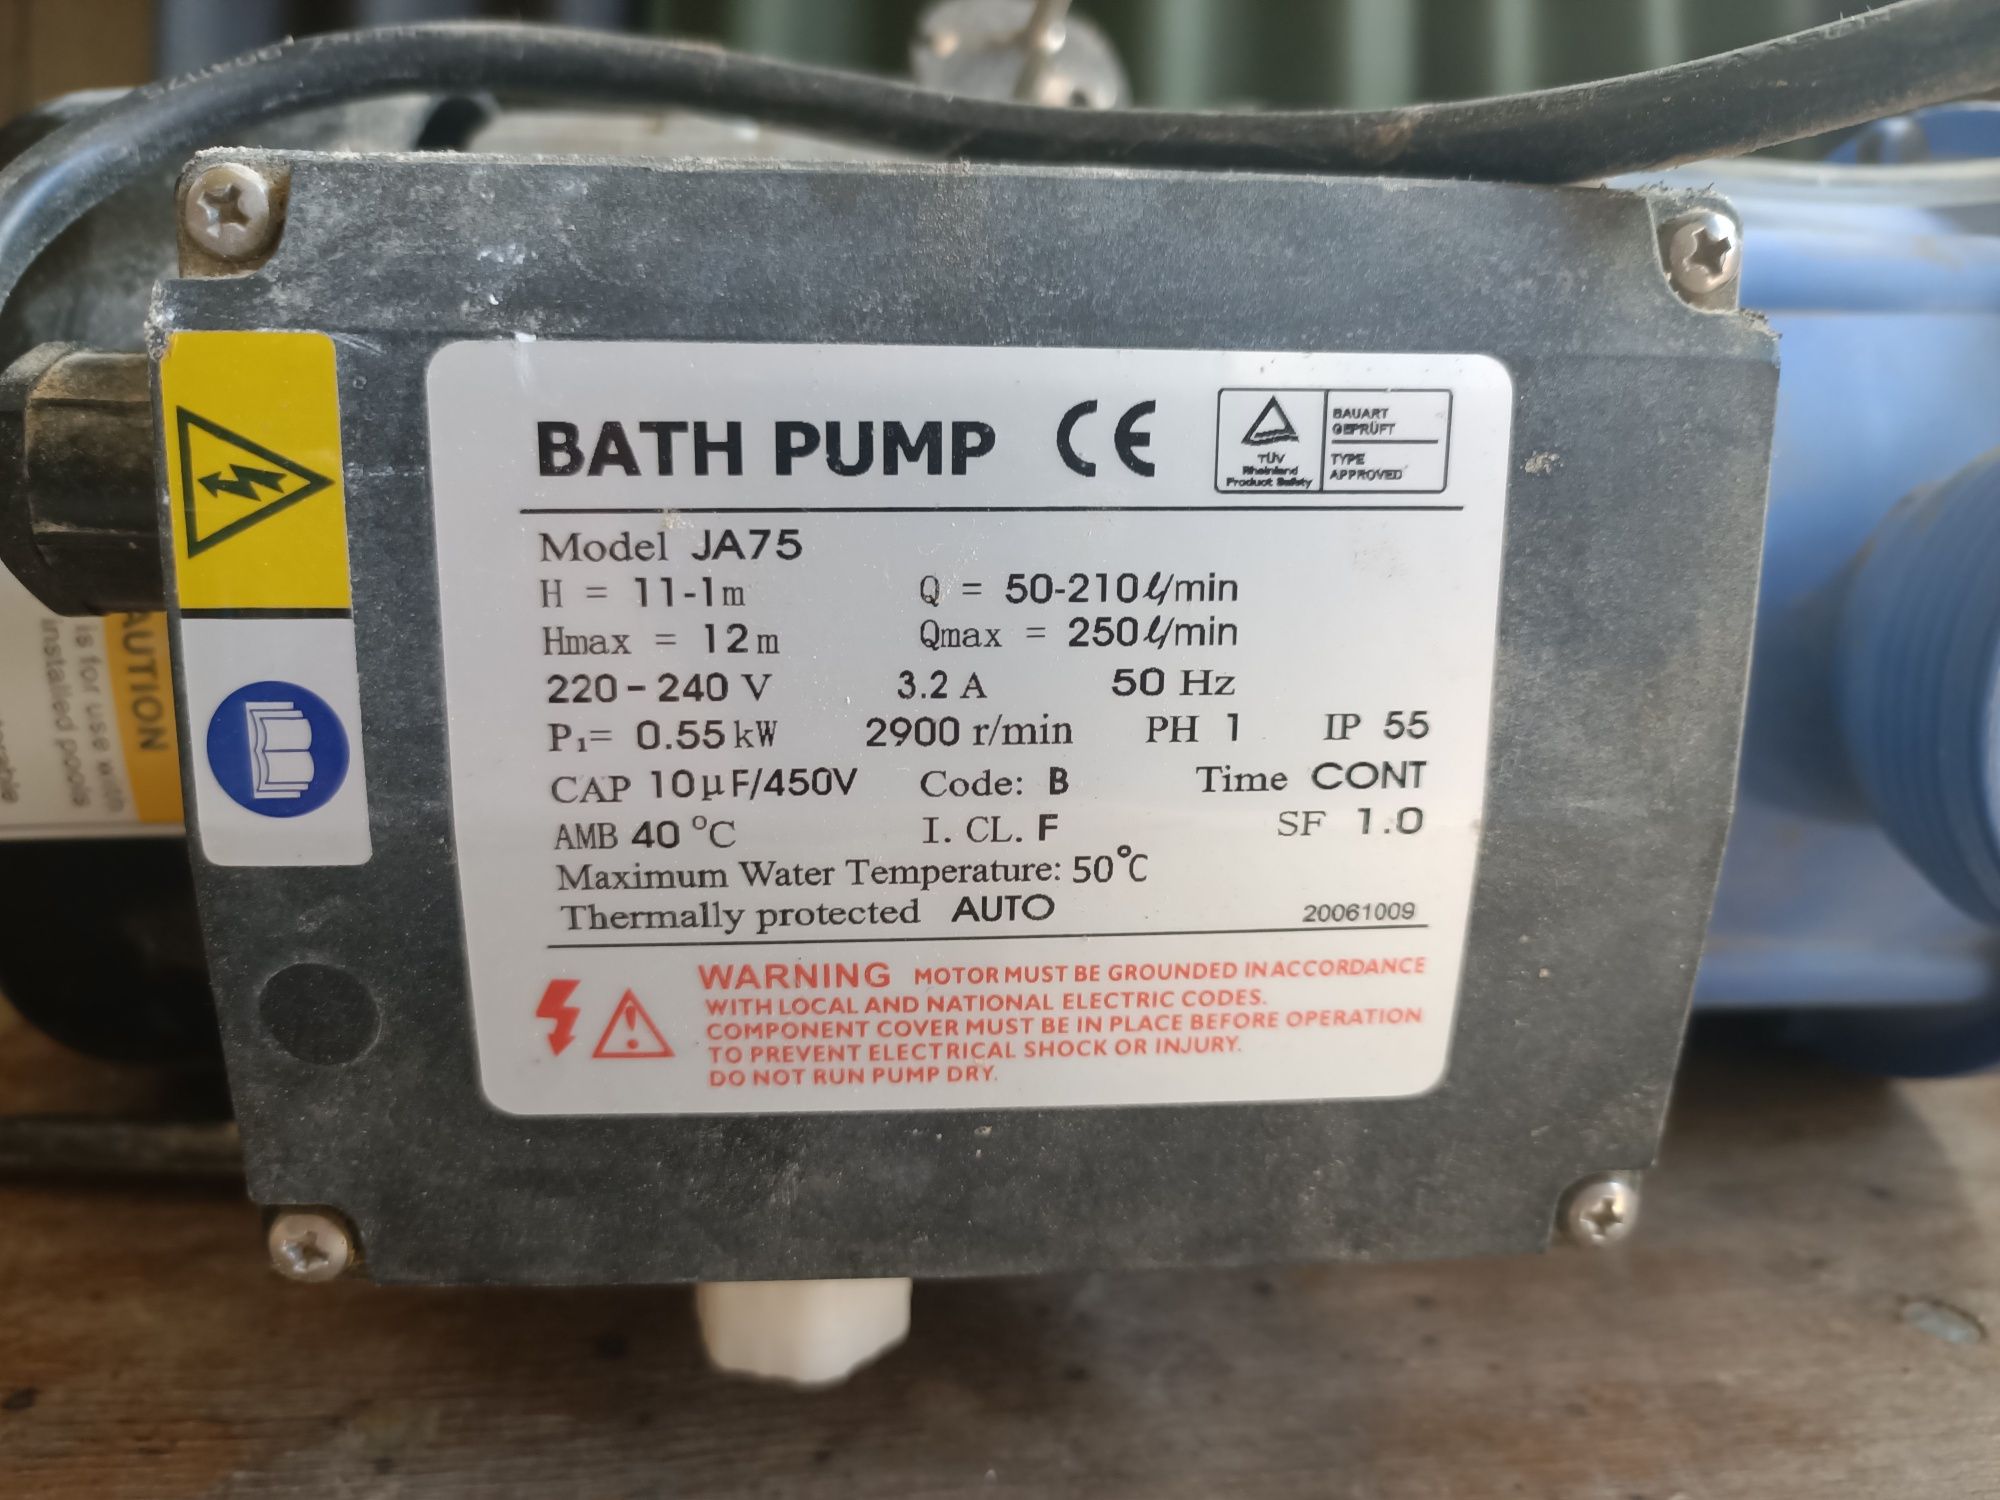 BATH PUMP CE
TÜV
Rheinland
Product Safety
BAUART
GEPRÜFT
TYPE
APPROVED
Model JA75
H = 11-1m Q = 50-210ℓ/min
Hmax = 12m Qmax = 250ℓ/min
220-240 V 3.2 A 50 Hz
P₁= 0.55kW 2900 r/min PH 1 IP 55
CAP 10μF/450V Code: B Time CONT
AMB 40 °C I. CL. F SF 1.0
Maximum Water Temperature: 50°C
Thermally protected AUTO 20061009
WARNING MOTOR MUST BE GROUNDED IN ACCORDANCE
WITH LOCAL AND NATIONAL ELECTRIC CODES.
COMPONENT COVER MUST BE IN PLACE BEFORE OPERATION
TO PREVENT ELECTRICAL SHOCK OR INJURY.
DO NOT RUN PUMP DRY.
AUTION
is for use with
installed pools